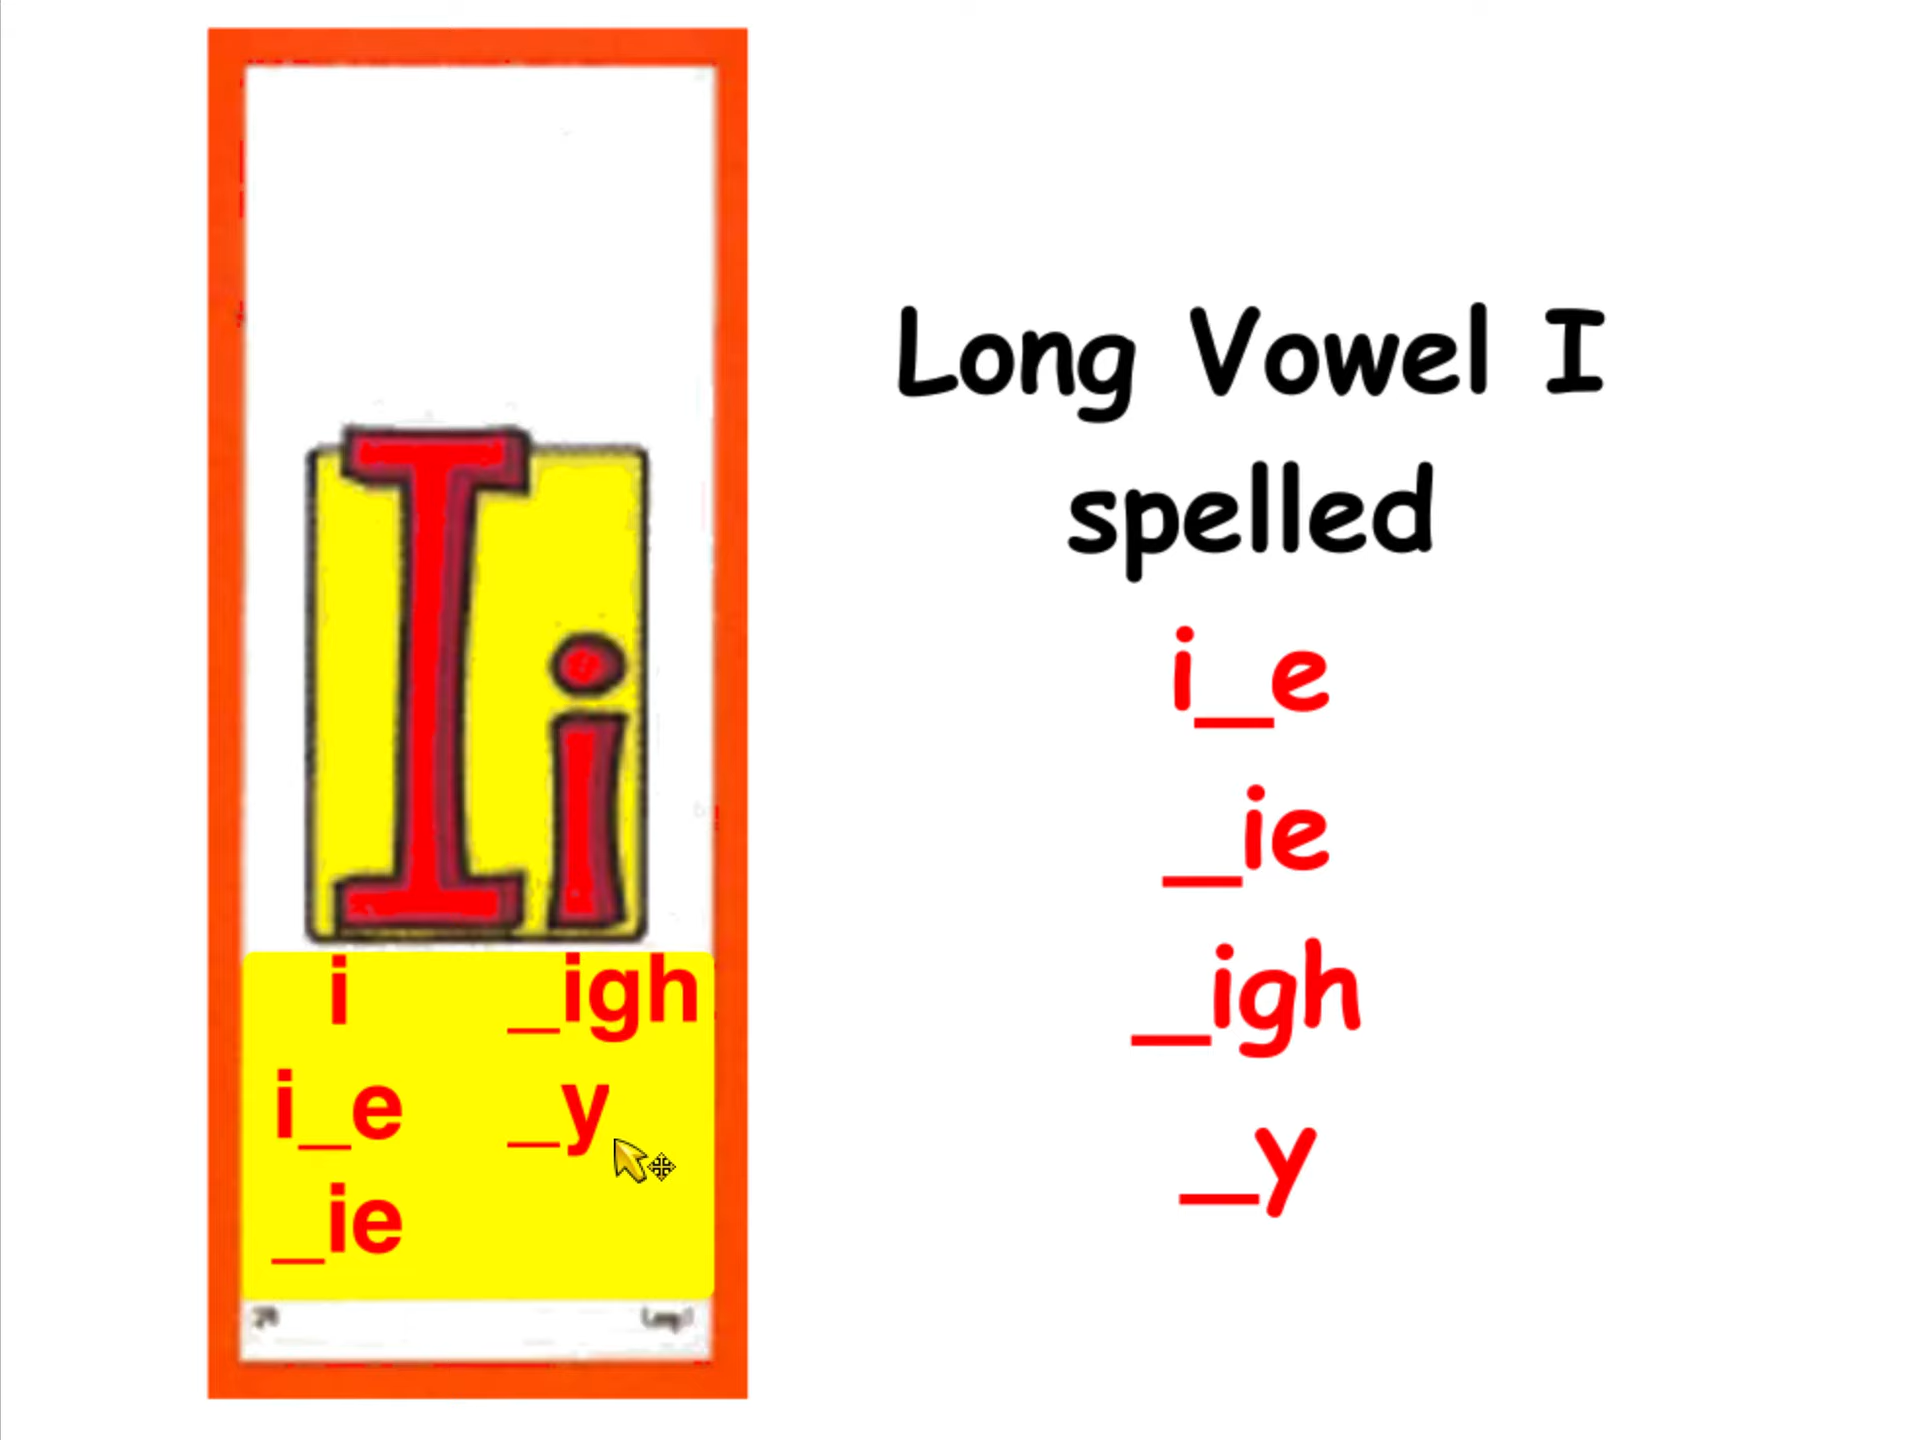 Ii
i _igh
i_e _y
_ie
Long Vowel I
spelled
i_e
_ie
_igh
_y